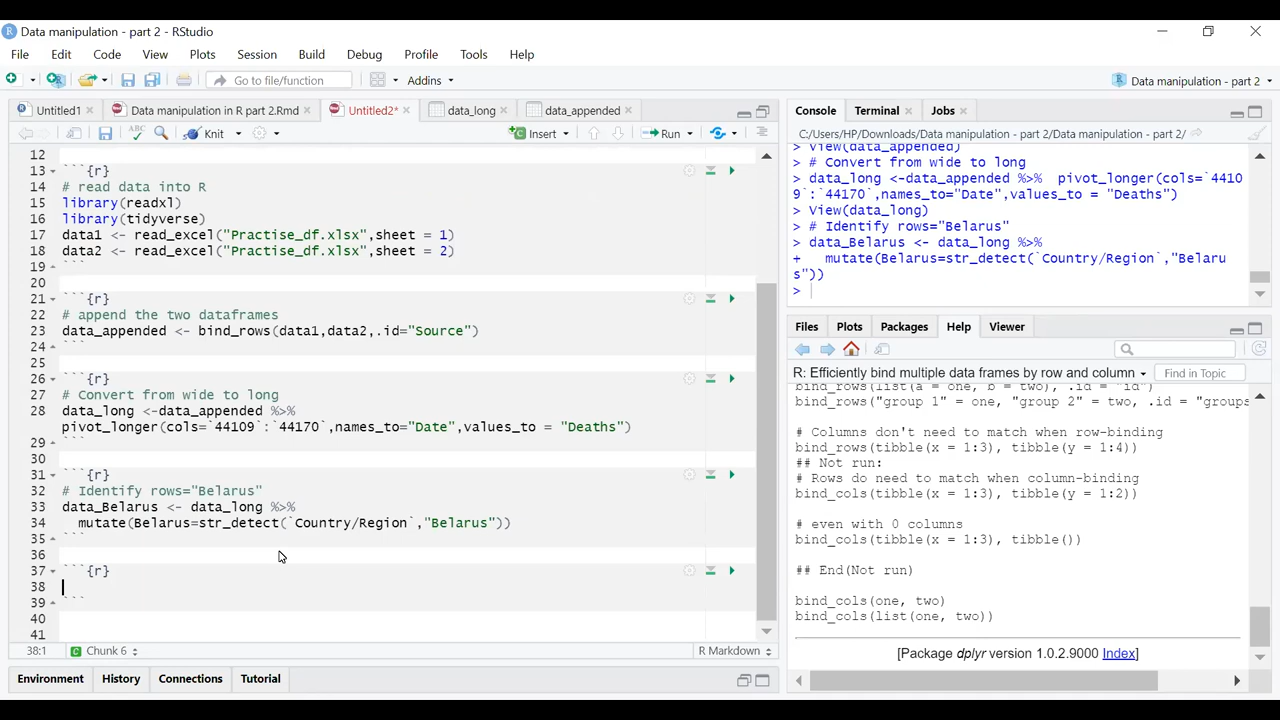 Data manipulation - part 2 - RStudio
File Edit Code View Plots Session Build Debug Profile Tools Help
Go to file/function Addins Data manipulation - part 2
Untitled1 Data manipulation in R part 2.Rmd Untitled2* data_long data_appended
Knit Insert Run
12
13 ```{r}
14 # read data into R
15 library(readxl)
16 library(tidyverse)
17 data1 <- read_excel("Practise_df.xlsx",sheet = 1)
18 data2 <- read_excel("Practise_df.xlsx",sheet = 2)
19 ```
20
21 ```{r}
22 # append the two dataframes
23 data_appended <- bind_rows(data1,data2,.id="Source")
24 ```
25
26 ```{r}
27 # Convert from wide to long
28 data_long <-data_appended %>%
pivot_longer(cols=`44109`:`44170`,names_to="Date",values_to = "Deaths")
29 ```
30
31 ```{r}
32 # Identify rows="Belarus"
33 data_Belarus <- data_long %>%
34 mutate(Belarus=str_detect(`Country/Region`,"Belarus"))
35 ```
36
37 ```{r}
38
39 ```
40
41
38:1 Chunk 6 R Markdown
Environment History Connections Tutorial
Console Terminal Jobs
C:/Users/HP/Downloads/Data manipulation - part 2/Data manipulation - part 2/
> View(data_appended)
> # Convert from wide to long
> data_long <-data_appended %>% pivot_longer(cols=`4410
9`:`44170`,names_to="Date",values_to = "Deaths")
> View(data_long)
> # Identify rows="Belarus"
> data_Belarus <- data_long %>%
+ mutate(Belarus=str_detect(`Country/Region`,"Belaru
s"))
>
Files Plots Packages Help Viewer
R: Efficiently bind multiple data frames by row and column Find in Topic
bind_rows(list(a = one, b = two), .id = "id")
bind_rows("group 1" = one, "group 2" = two, .id = "groups
# Columns don't need to match when row-binding
bind_rows(tibble(x = 1:3), tibble(y = 1:4))
## Not run:
# Rows do need to match when column-binding
bind_cols(tibble(x = 1:3), tibble(y = 1:2))
# even with 0 columns
bind_cols(tibble(x = 1:3), tibble())
## End(Not run)
bind_cols(one, two)
bind_cols(list(one, two))
[Package dplyr version 1.0.2.9000 Index]